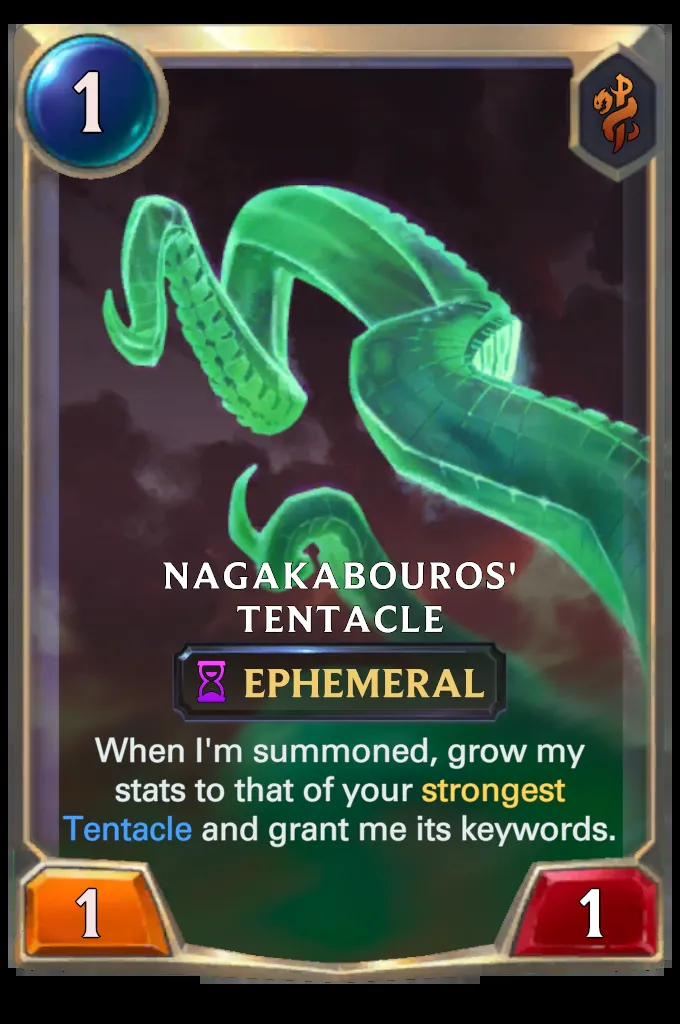 1
NAGAKABOUROS'
TENTACLE
EPHEMERAL
When I'm summoned, grow my
stats to that of your strongest
Tentacle and grant me its keywords.
1
1